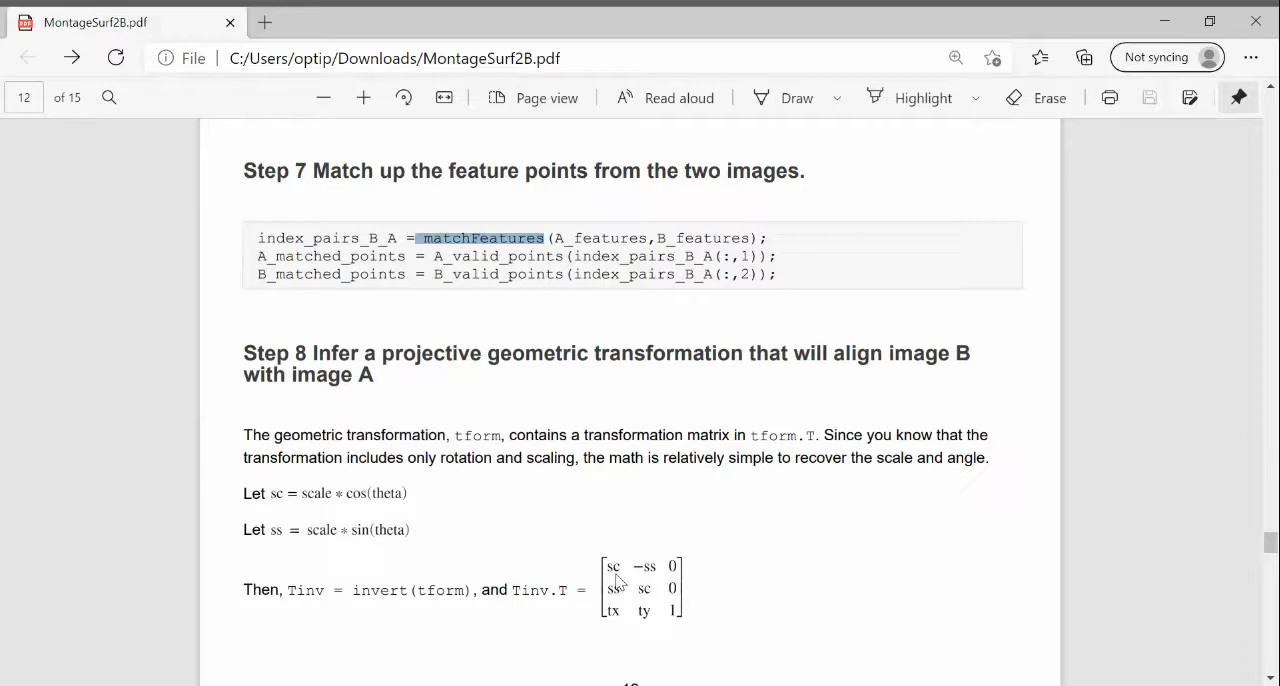 MontageSurf2B.pdf
File | C:/Users/optip/Downloads/MontageSurf2B.pdf
Not syncing
12 of 15
Page view
Read aloud
Draw
Highlight
Erase
Step 7 Match up the feature points from the two images.
index_pairs_B_A = matchFeatures(A_features,B_features);
A_matched_points = A_valid_points(index_pairs_B_A(:,1));
B_matched_points = B_valid_points(index_pairs_B_A(:,2));
Step 8 Infer a projective geometric transformation that will align image B
with image A
The geometric transformation, tform, contains a transformation matrix in tform.T. Since you know that the
transformation includes only rotation and scaling, the math is relatively simple to recover the scale and angle.
Let sc = scale * cos(theta)
Let ss = scale * sin(theta)
sc -ss 0
Then, Tinv = invert(tform), and Tinv.T = ss sc 0
tx ty 1